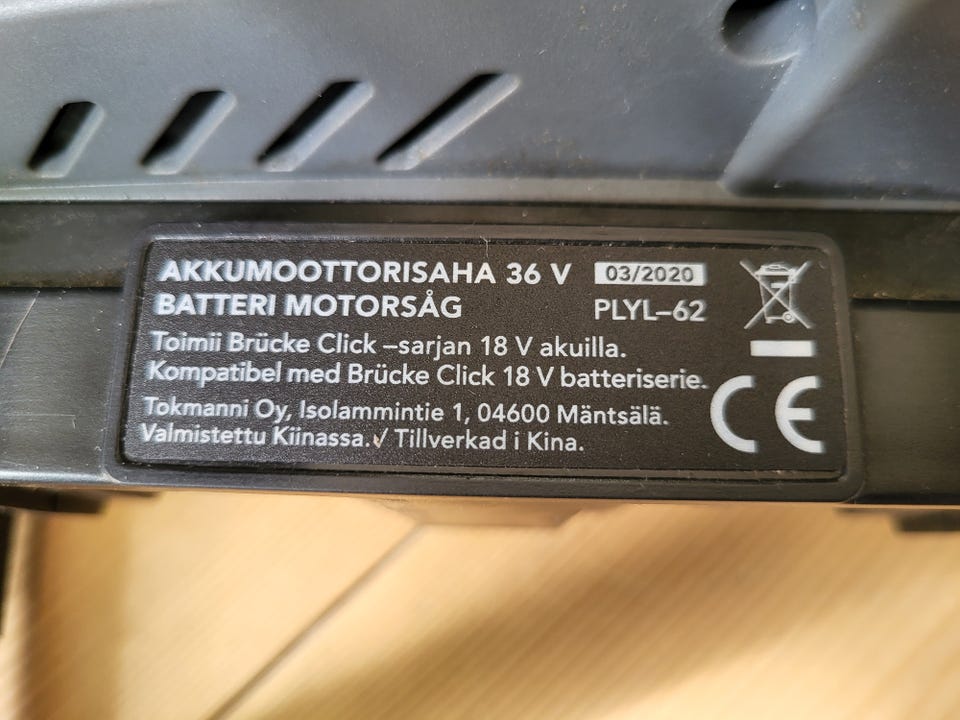 AKKUMOOTTORISAHA 36 V 03/2020
BATTERI MOTORSÅG PLYL-62
Toimii Brücke Click -sarjan 18 V akuilla.
Kompatibel med Brücke Click 18 V batteriserie.
Tokmanni Oy, Isolammintie 1, 04600 Mäntsälä.
Valmistettu Kiinassa. / Tillverkad i Kina.
CE